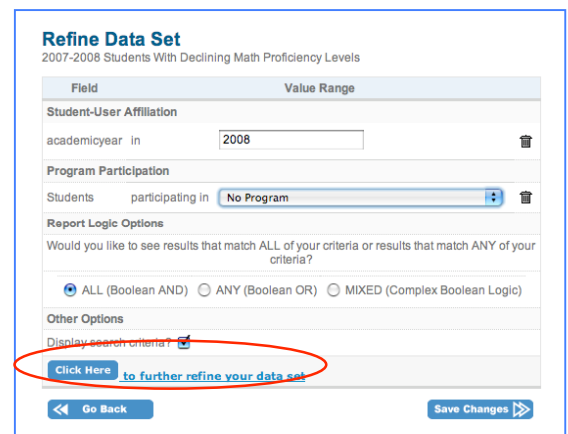 Refine Data Set
2007-2008 Students With Declining Math Proficiency Levels
Field Value Range
Student-User Affiliation
academicyear in 2008
Program Participation
Students participating in No Program
Report Logic Options
Would you like to see results that match ALL of your criteria or results that match ANY of your
criteria?
ALL (Boolean AND) ANY (Boolean OR) MIXED (Complex Boolean Logic)
Other Options
Display search criteria?
Click Here to further refine your data set
Go Back Save Changes